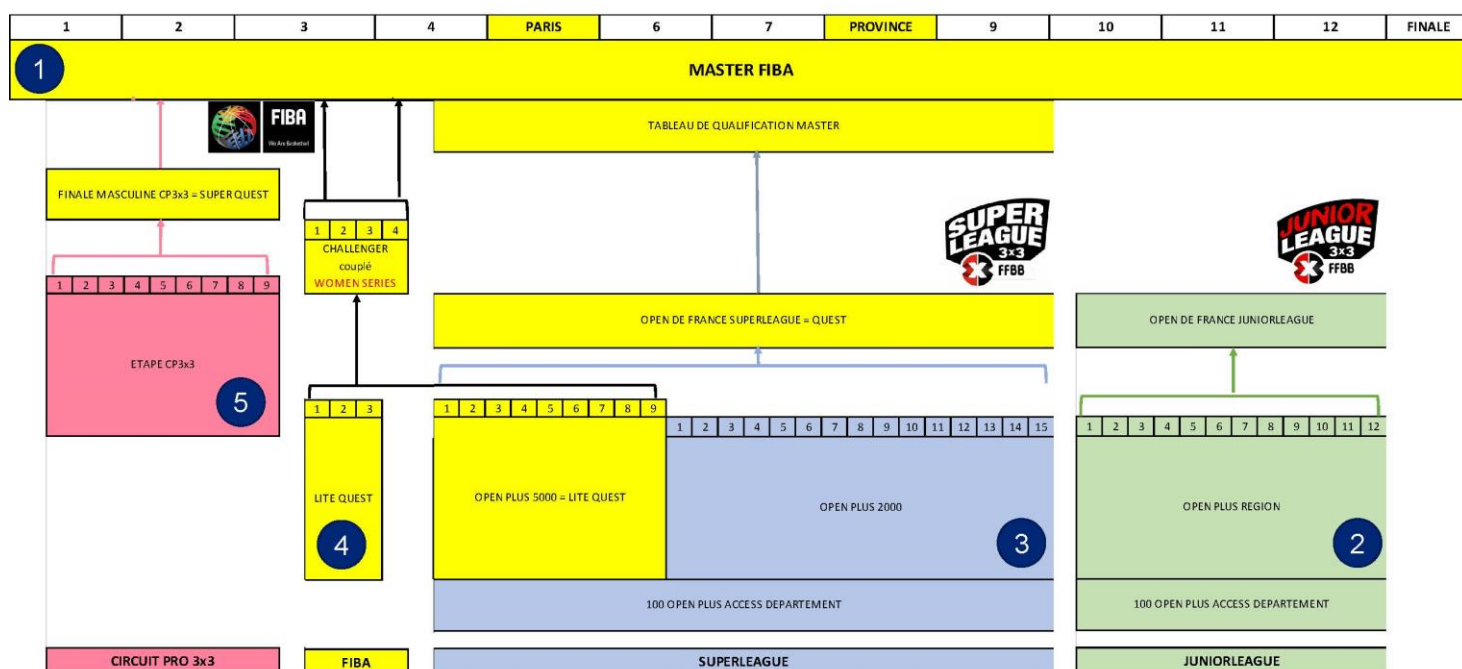 1 2 3 4 PARIS 6 7 PROVINCE 9 10 11 12 FINALE
1 MASTER FIBA
FIBA
We Are Basketball
TABLEAU DE QUALIFICATION MASTER
FINALE MASCULINE CP3x3 = SUPER QUEST
SUPER
LEAGUE
3x3
FFBB
JUNIOR
LEAGUE
3x3
FFBB
1 2 3 4
CHALLENGER
couplé
WOMEN SERIES
1 2 3 4 5 6 7 8 9
ETAPE CP3x3
5
OPEN DE FRANCE SUPERLEAGUE = QUEST
OPEN DE FRANCE JUNIORLEAGUE
1 2 3
LITE QUEST
4
1 2 3 4 5 6 7 8 9
OPEN PLUS 5000 = LITE QUEST
1 2 3 4 5 6 7 8 9 10 11 12 13 14 15
OPEN PLUS 2000
3
1 2 3 4 5 6 7 8 9 10 11 12
OPEN PLUS REGION
2
100 OPEN PLUS ACCESS DEPARTEMENT
100 OPEN PLUS ACCESS DEPARTEMENT
CIRCUIT PRO 3x3
FIBA
SUPERLEAGUE
JUNIORLEAGUE